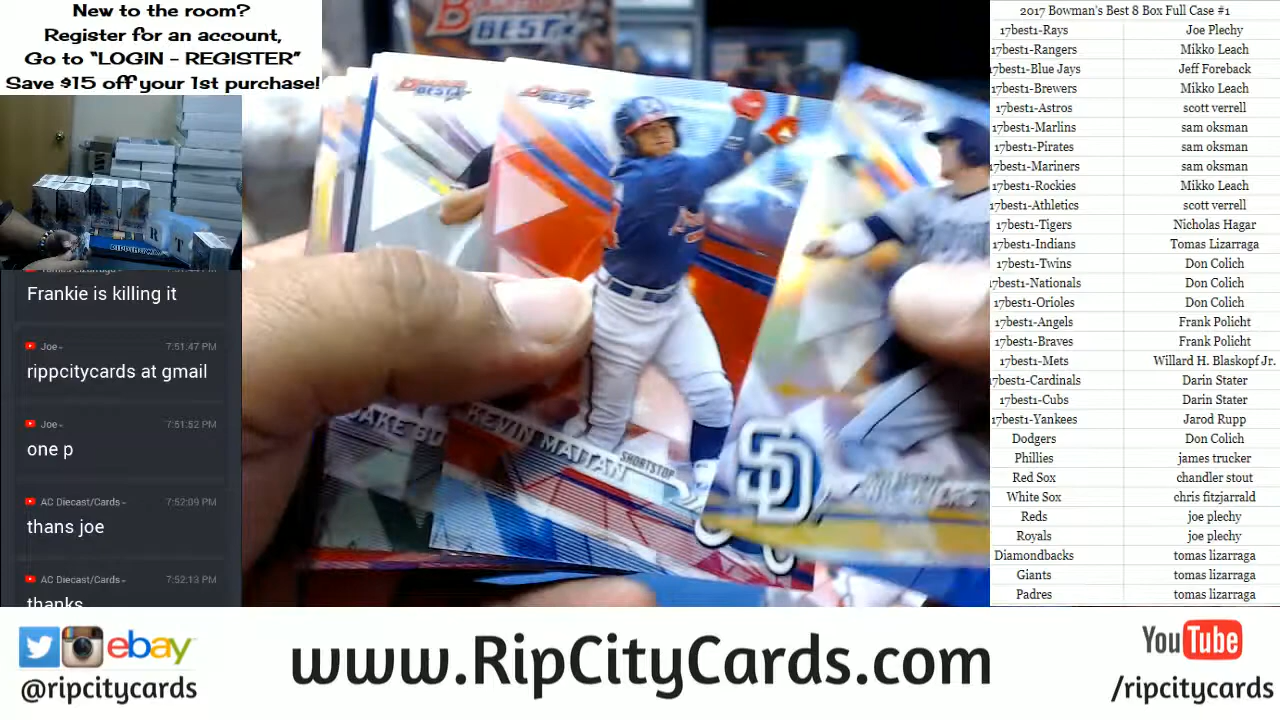 New to the room?
Register for an account,
Go to “LOGIN - REGISTER”
Save $15 off your 1st purchase!
Frankie is killing it
Joe~ 7:51:47 PM
rippcitycards at gmail
Joe~ 7:51:52 PM
one p
AC Diecast/Cards~ 7:52:09 PM
thans joe
AC Diecast/Cards~ 7:52:13 PM
thanks
BEST
BEST
BEST
KEVIN MAITAN
SHORTSTOP
SD
2017 Bowman's Best 8 Box Full Case #1
17best1-Rays Joe Plechy
17best1-Rangers Mikko Leach
17best1-Blue Jays Jeff Foreback
17best1-Brewers Mikko Leach
17best1-Astros scott verrell
17best1-Marlins sam oksman
17best1-Pirates sam oksman
17best1-Mariners sam oksman
17best1-Rockies Mikko Leach
17best1-Athletics scott verrell
17best1-Tigers Nicholas Hagar
17best1-Indians Tomas Lizarraga
17best1-Twins Don Colich
17best1-Nationals Don Colich
17best1-Orioles Don Colich
17best1-Angels Frank Policht
17best1-Braves Frank Policht
17best1-Mets Willard H. Blaskopf Jr.
17best1-Cardinals Darin Stater
17best1-Cubs Darin Stater
17best1-Yankees Jarod Rupp
Dodgers Don Colich
Phillies james trucker
Red Sox chandler stout
White Sox chris fitzjarrald
Reds joe plechy
Royals joe plechy
Diamondbacks tomas lizarraga
Giants tomas lizarraga
Padres tomas lizarraga
ebay
@ripcitycards
www.RipCityCards.com
YouTube
/ripcitycards